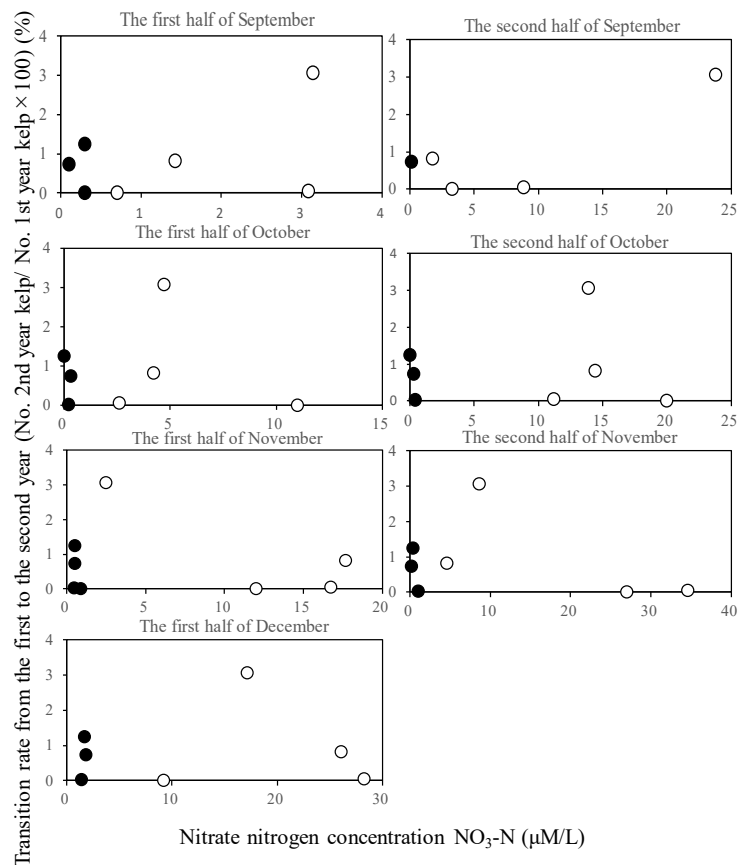 Transition rate from the first to the second year (No. 2nd year kelp/ No. 1st year kelp×100) (%)
The first half of September
4
3
2
1
0
0 1 2 3 4
The second half of September
4
3
2
1
0
0 5 10 15 20 25
The first half of October
4
3
2
1
0
0 5 10 15
The second half of October
4
3
2
1
0
0 5 10 15 20 25
The first half of November
4
3
2
1
0
0 5 10 15 20
The second half of November
4
3
2
1
0
0 10 20 30 40
The first half of December
4
3
2
1
0
0 10 20 30
Nitrate nitrogen concentration NO₃-N (μM/L)